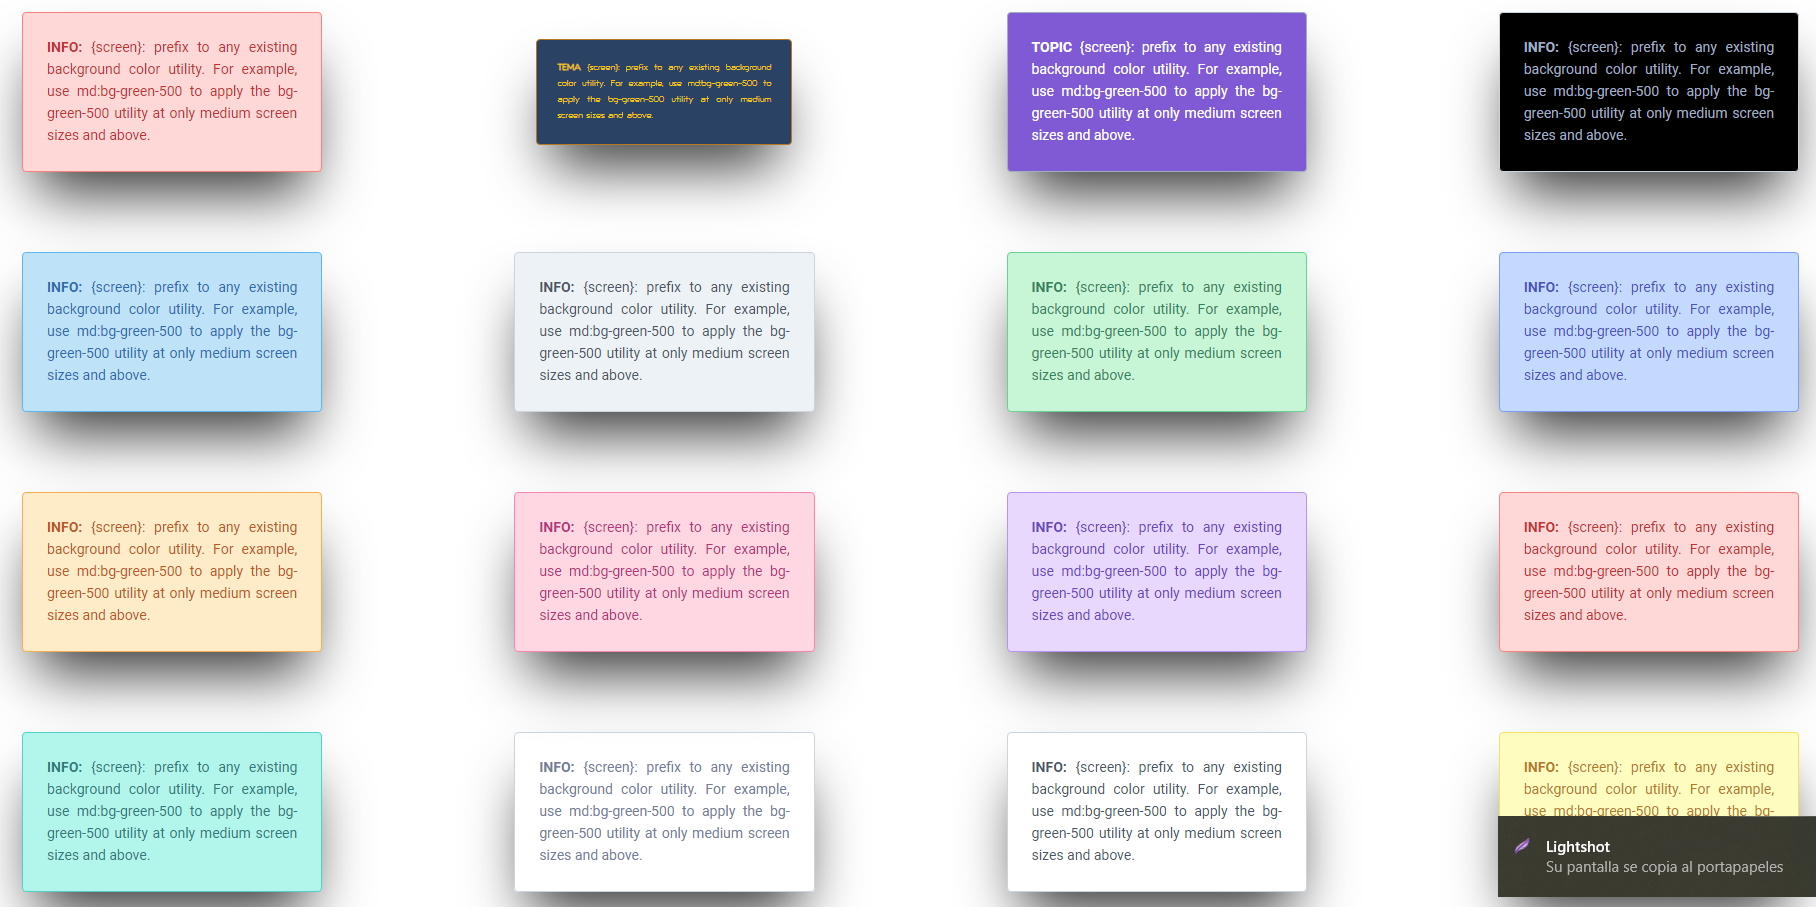 INFO: {screen}: prefix to any existing
background color utility. For example,
use md:bg-green-500 to apply the bg-
green-500 utility at only medium screen
sizes and above.
TEMA {screen}: prefix to any existing background
color utility. For example, use md:bg-green-500 to
apply the bg-green-500 utility at only medium
screen sizes and above.
TOPIC {screen}: prefix to any existing
background color utility. For example,
use md:bg-green-500 to apply the bg-
green-500 utility at only medium screen
sizes and above.
INFO: {screen}: prefix to any existing
background color utility. For example,
use md:bg-green-500 to apply the bg-
green-500 utility at only medium screen
sizes and above.
INFO: {screen}: prefix to any existing
background color utility. For example,
use md:bg-green-500 to apply the bg-
green-500 utility at only medium screen
sizes and above.
INFO: {screen}: prefix to any existing
background color utility. For example,
use md:bg-green-500 to apply the bg-
green-500 utility at only medium screen
sizes and above.
INFO: {screen}: prefix to any existing
background color utility. For example,
use md:bg-green-500 to apply the bg-
green-500 utility at only medium screen
sizes and above.
INFO: {screen}: prefix to any existing
background color utility. For example,
use md:bg-green-500 to apply the bg-
green-500 utility at only medium screen
sizes and above.
INFO: {screen}: prefix to any existing
background color utility. For example,
use md:bg-green-500 to apply the bg-
green-500 utility at only medium screen
sizes and above.
INFO: {screen}: prefix to any existing
background color utility. For example,
use md:bg-green-500 to apply the bg-
green-500 utility at only medium screen
sizes and above.
INFO: {screen}: prefix to any existing
background color utility. For example,
use md:bg-green-500 to apply the bg-
green-500 utility at only medium screen
sizes and above.
INFO: {screen}: prefix to any existing
background color utility. For example,
use md:bg-green-500 to apply the bg-
green-500 utility at only medium screen
sizes and above.
INFO: {screen}: prefix to any existing
background color utility. For example,
use md:bg-green-500 to apply the bg-
green-500 utility at only medium screen
sizes and above.
INFO: {screen}: prefix to any existing
background color utility. For example,
use md:bg-green-500 to apply the bg-
green-500 utility at only medium screen
sizes and above.
INFO: {screen}: prefix to any existing
background color utility. For example,
use md:bg-green-500 to apply the bg-
green-500 utility at only medium screen
sizes and above.
INFO: {screen}: prefix to any existing
background color utility. For example,
use md:bg-green-500 to apply the bg-
Lightshot
Su pantalla se copia al portapapeles